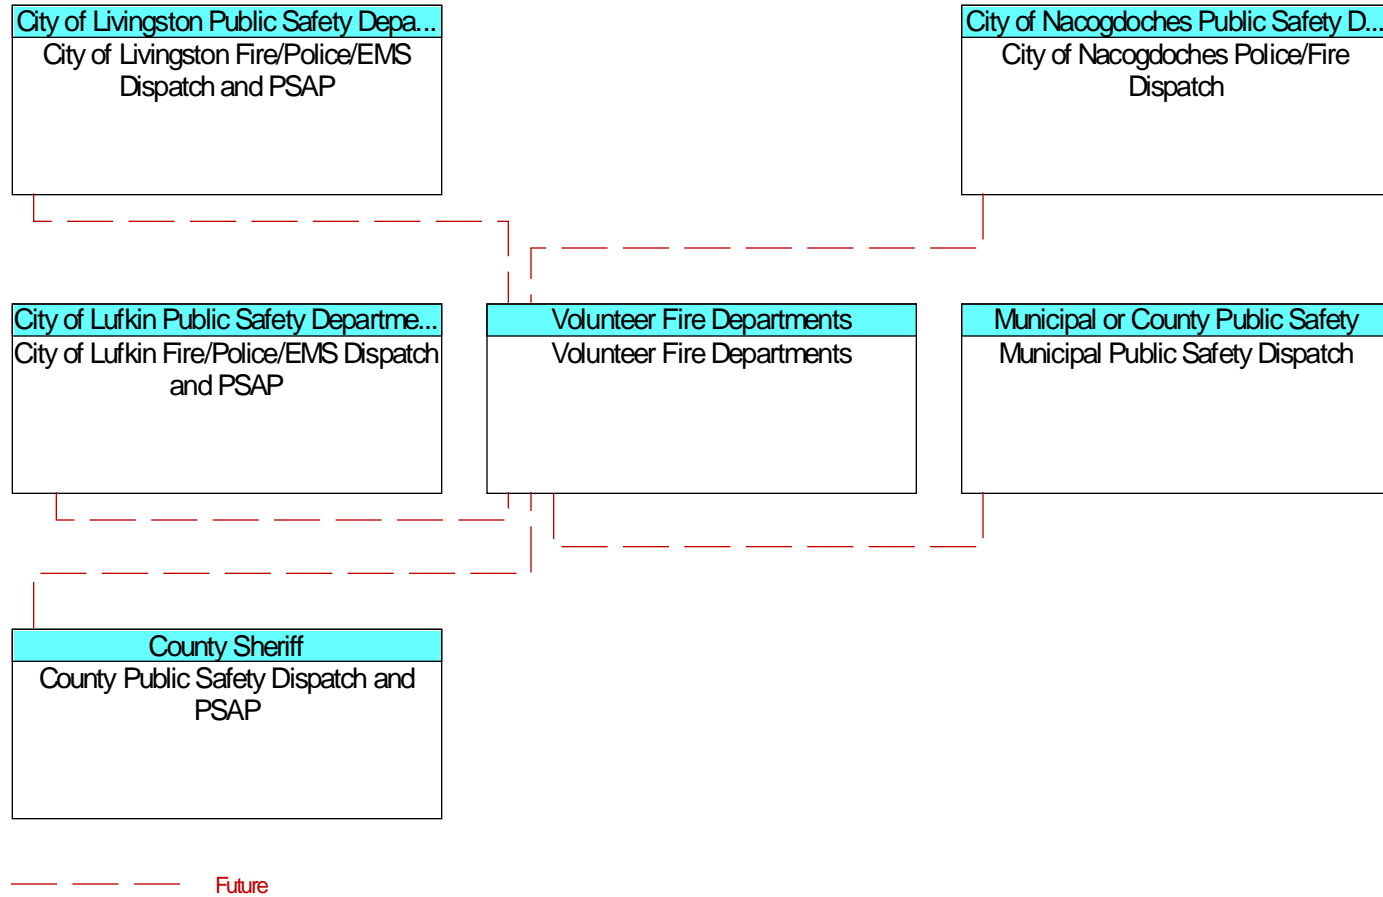 City of Livingston Public Safety Depa...
City of Livingston Fire/Police/EMS
Dispatch and PSAP
City of Nacogdoches Public Safety D...
City of Nacogdoches Police/Fire
Dispatch
City of Lufkin Public Safety Departme...
City of Lufkin Fire/Police/EMS Dispatch
and PSAP
Volunteer Fire Departments
Volunteer Fire Departments
Municipal or County Public Safety
Municipal Public Safety Dispatch
County Sheriff
County Public Safety Dispatch and
PSAP
Future